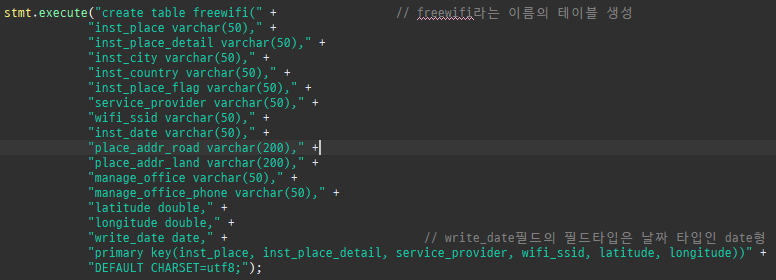 stmt.execute("create table freewifi(" + // freewifi라는 이름의 테이블 생성
"inst_place varchar(50)," +
"inst_place_detail varchar(50)," +
"inst_city varchar(50)," +
"inst_country varchar(50)," +
"inst_place_flag varchar(50)," +
"service_provider varchar(50)," +
"wifi_ssid varchar(50)," +
"inst_date varchar(50)," +
"place_addr_road varchar(200)," +
"place_addr_land varchar(200)," +
"manage_office varchar(50)," +
"manage_office_phone varchar(50)," +
"latitude double," +
"longitude double," +
"write_date date," + // write_date필드의 필드타입은 날짜 타입인 date형
"primary key(inst_place, inst_place_detail, service_provider, wifi_ssid, latitude, longitude))" +
"DEFAULT CHARSET=utf8;");